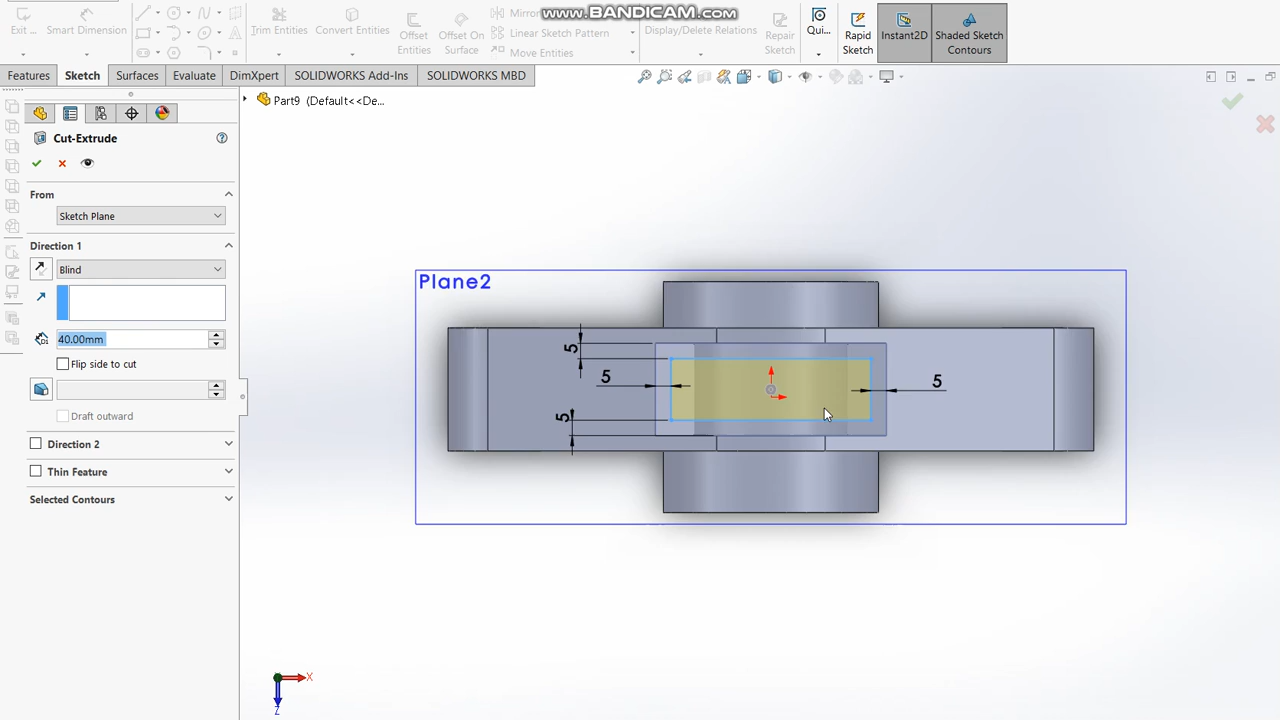 www.BANDICAM.com
Exit ...
Smart Dimension
Trim Entities
Convert Entities
Offset Entities
Offset On Surface
Mirror
Linear Sketch Pattern
Move Entities
Display/Delete Relations
Repair Sketch
Qui...
Rapid Sketch
Instant2D
Shaded Sketch Contours
Features
Sketch
Surfaces
Evaluate
DimXpert
SOLIDWORKS Add-Ins
SOLIDWORKS MBD
Part9 (Default<<De...
Cut-Extrude
From
Sketch Plane
Direction 1
Blind
40.00mm
Flip side to cut
Draft outward
Direction 2
Thin Feature
Selected Contours
Plane2
5
5
5
5
X
Z